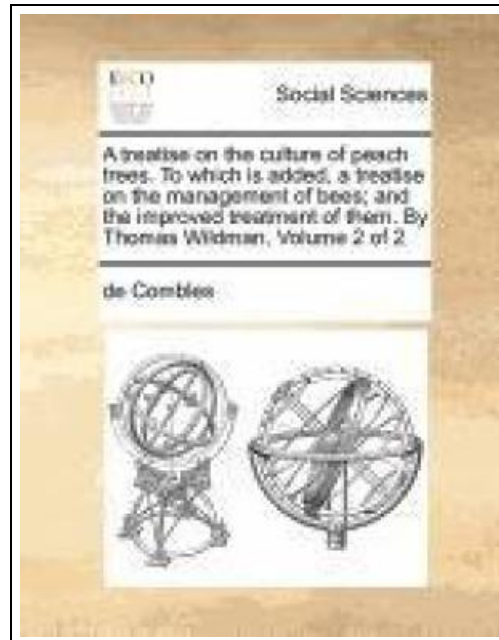 ECCO
Social Sciences
A treatise on the culture of peach
trees. To which is added, a treatise
on the management of bees; and
the improved treatment of them. By
Thomas Wildman, Volume 2 of 2
de Combles